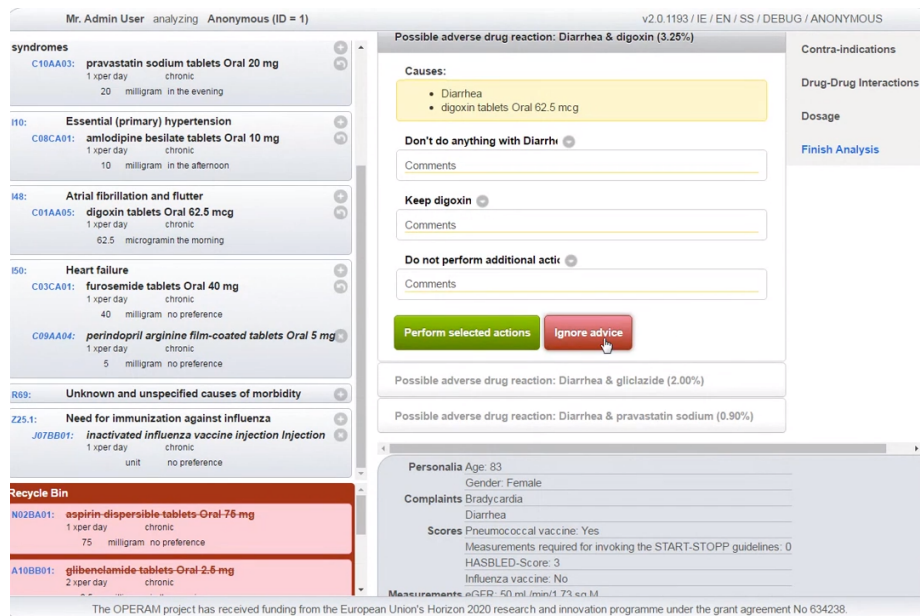 Mr. Admin User analyzing Anonymous (ID = 1)
v2.0.1193 / IE / EN / SS / DEBUG / ANONYMOUS
syndromes
C10AA03: pravastatin sodium tablets Oral 20 mg
1 xper day chronic
20 milligram in the evening
I10: Essential (primary) hypertension
C08CA01: amlodipine besilate tablets Oral 10 mg
1 xper day chronic
10 milligram in the afternoon
I48: Atrial fibrillation and flutter
C01AA05: digoxin tablets Oral 62.5 mcg
1 xper day chronic
62.5 microgramin the morning
I50: Heart failure
C03CA01: furosemide tablets Oral 40 mg
1 xper day chronic
40 milligram no preference
C09AA04: perindopril arginine film-coated tablets Oral 5 mg
1 xper day chronic
5 milligram no preference
R69: Unknown and unspecified causes of morbidity
Z25.1: Need for immunization against influenza
J07BB01: inactivated influenza vaccine injection Injection
1 xper day chronic
unit no preference
Recycle Bin
N02BA01: aspirin dispersible tablets Oral 75 mg
1 xper day chronic
75 milligram no preference
A10BB01: glibenclamide tablets Oral 2.5 mg
2 xper day chronic
Possible adverse drug reaction: Diarrhea & digoxin (3.25%)
Causes:
• Diarrhea
• digoxin tablets Oral 62.5 mcg
Don't do anything with Diarrh
Comments
Keep digoxin
Comments
Do not perform additional actic
Comments
Perform selected actions
Ignore advice
Possible adverse drug reaction: Diarrhea & gliclazide (2.00%)
Possible adverse drug reaction: Diarrhea & pravastatin sodium (0.90%)
Contra-indications
Drug-Drug Interactions
Dosage
Finish Analysis
Personalia Age: 83
Gender: Female
Complaints Bradycardia
Diarrhea
Scores Pneumococcal vaccine: Yes
Measurements required for invoking the START-STOPP guidelines: 0
HASBLED-Score: 3
Influenza vaccine: No
Measurements eGFR: 50 mL/min/1.73 sq M
The OPERAM project has received funding from the European Union's Horizon 2020 research and innovation programme under the grant agreement No 634238.